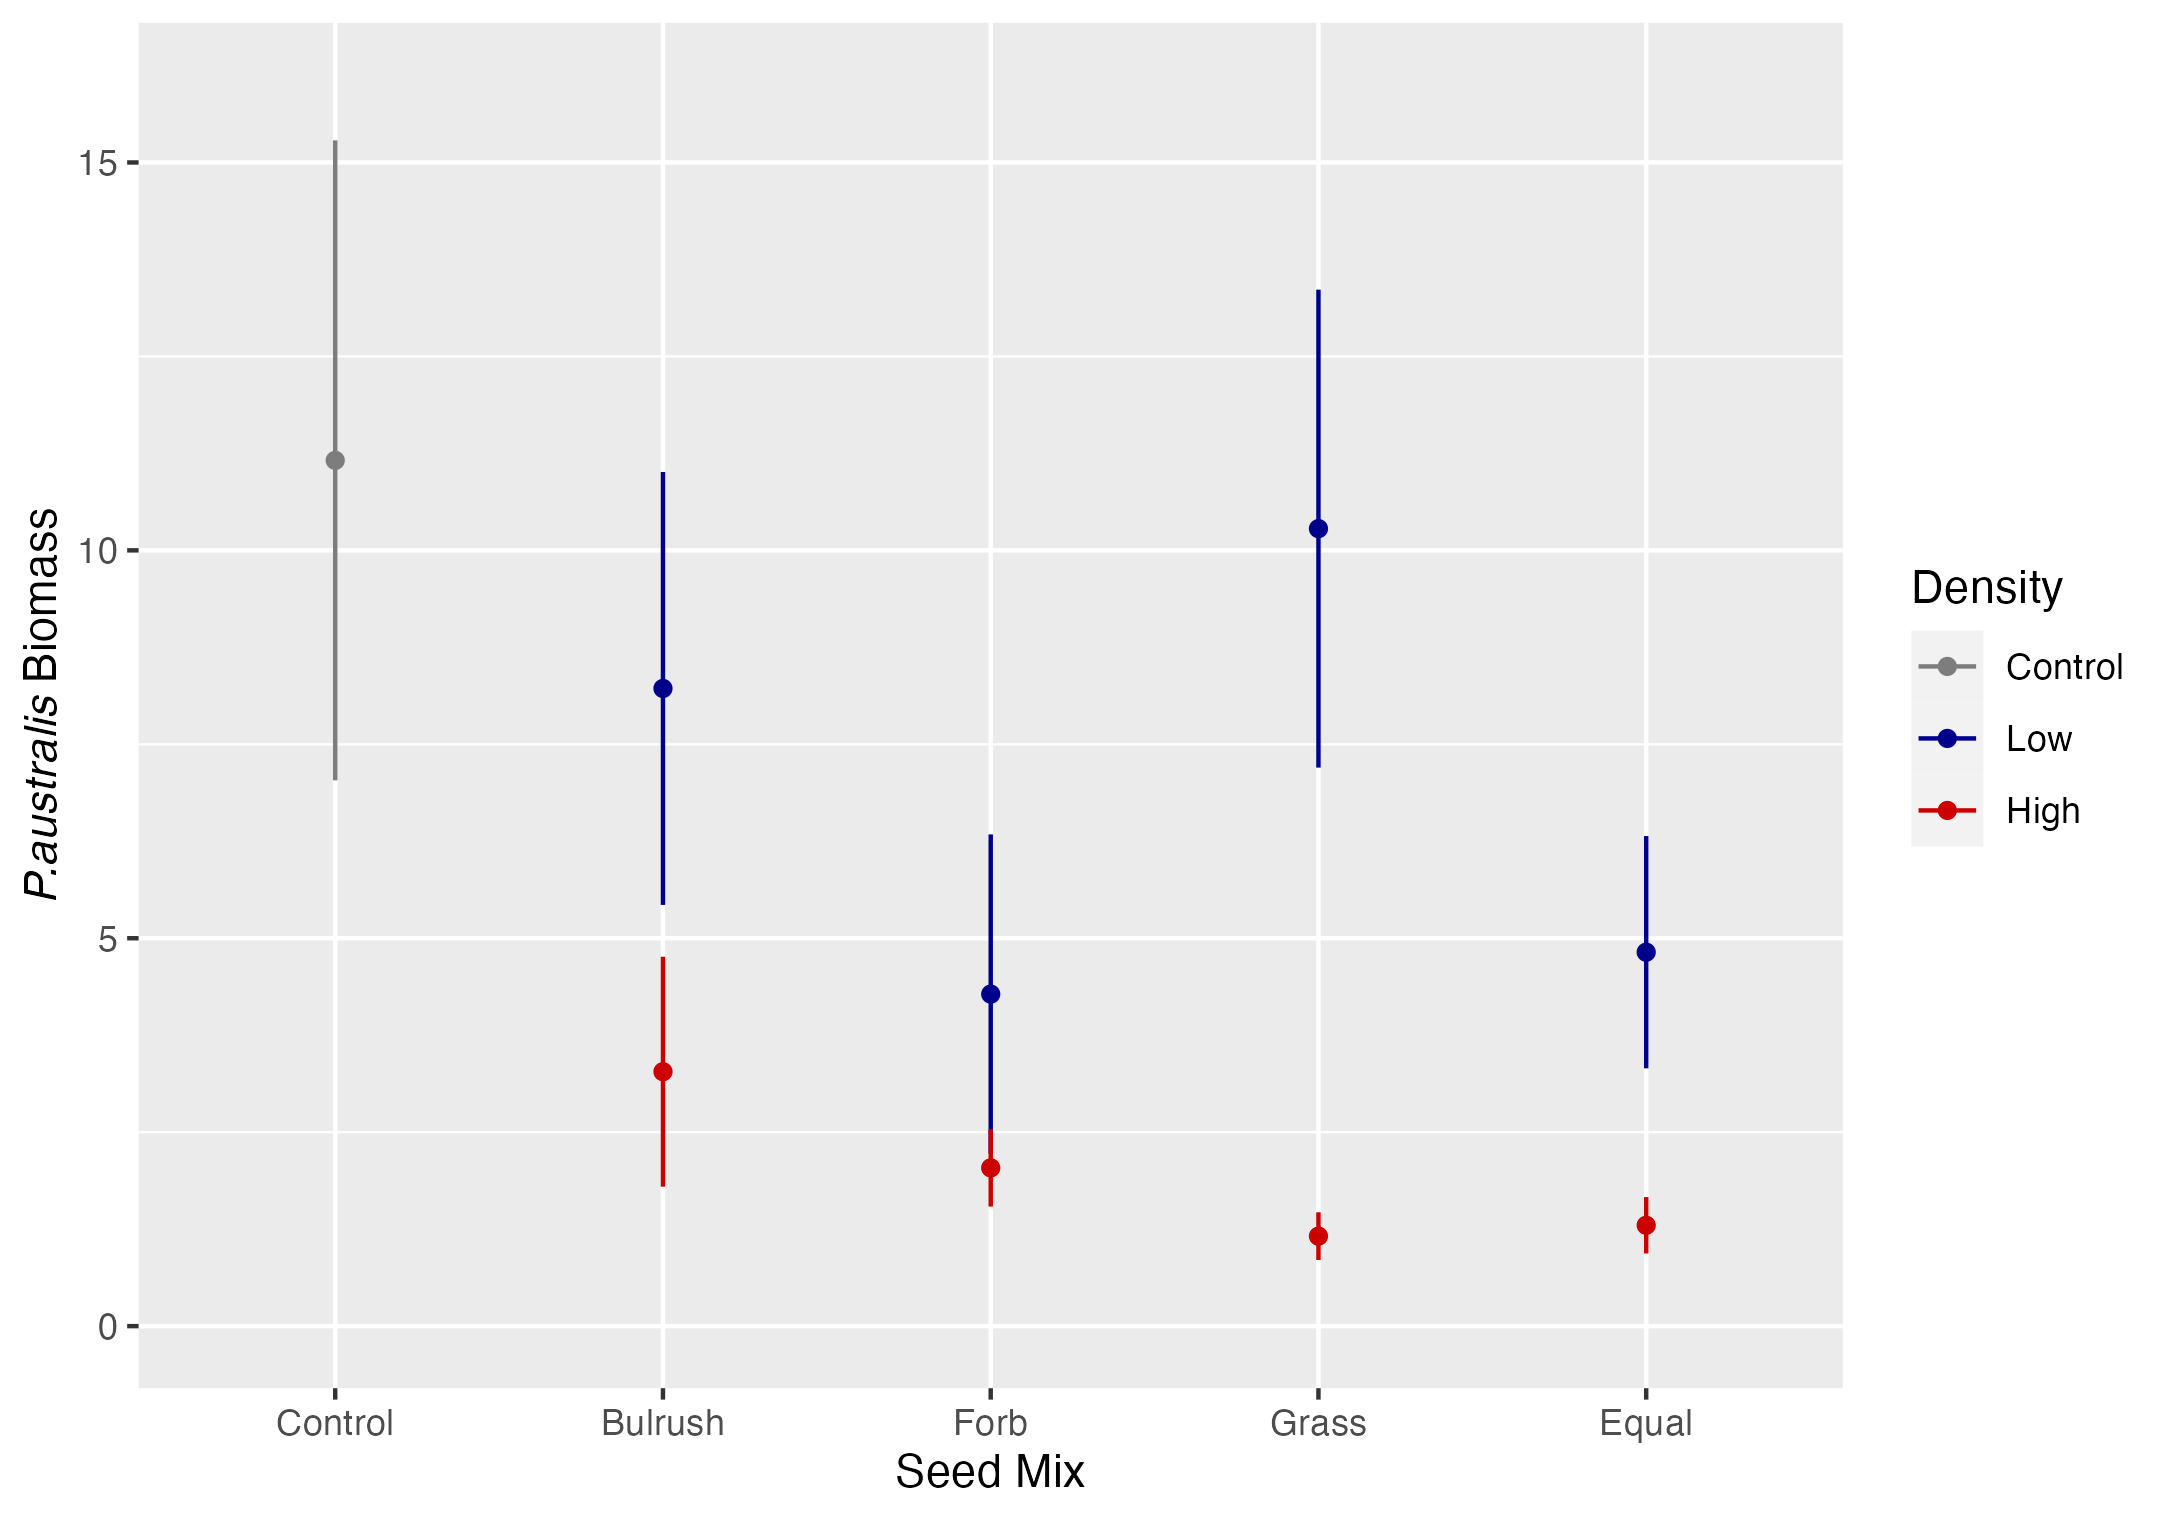 P.australis Biomass
15
10
5
0
Control Bulrush Forb Grass Equal
Seed Mix
Density
Control
Low
High